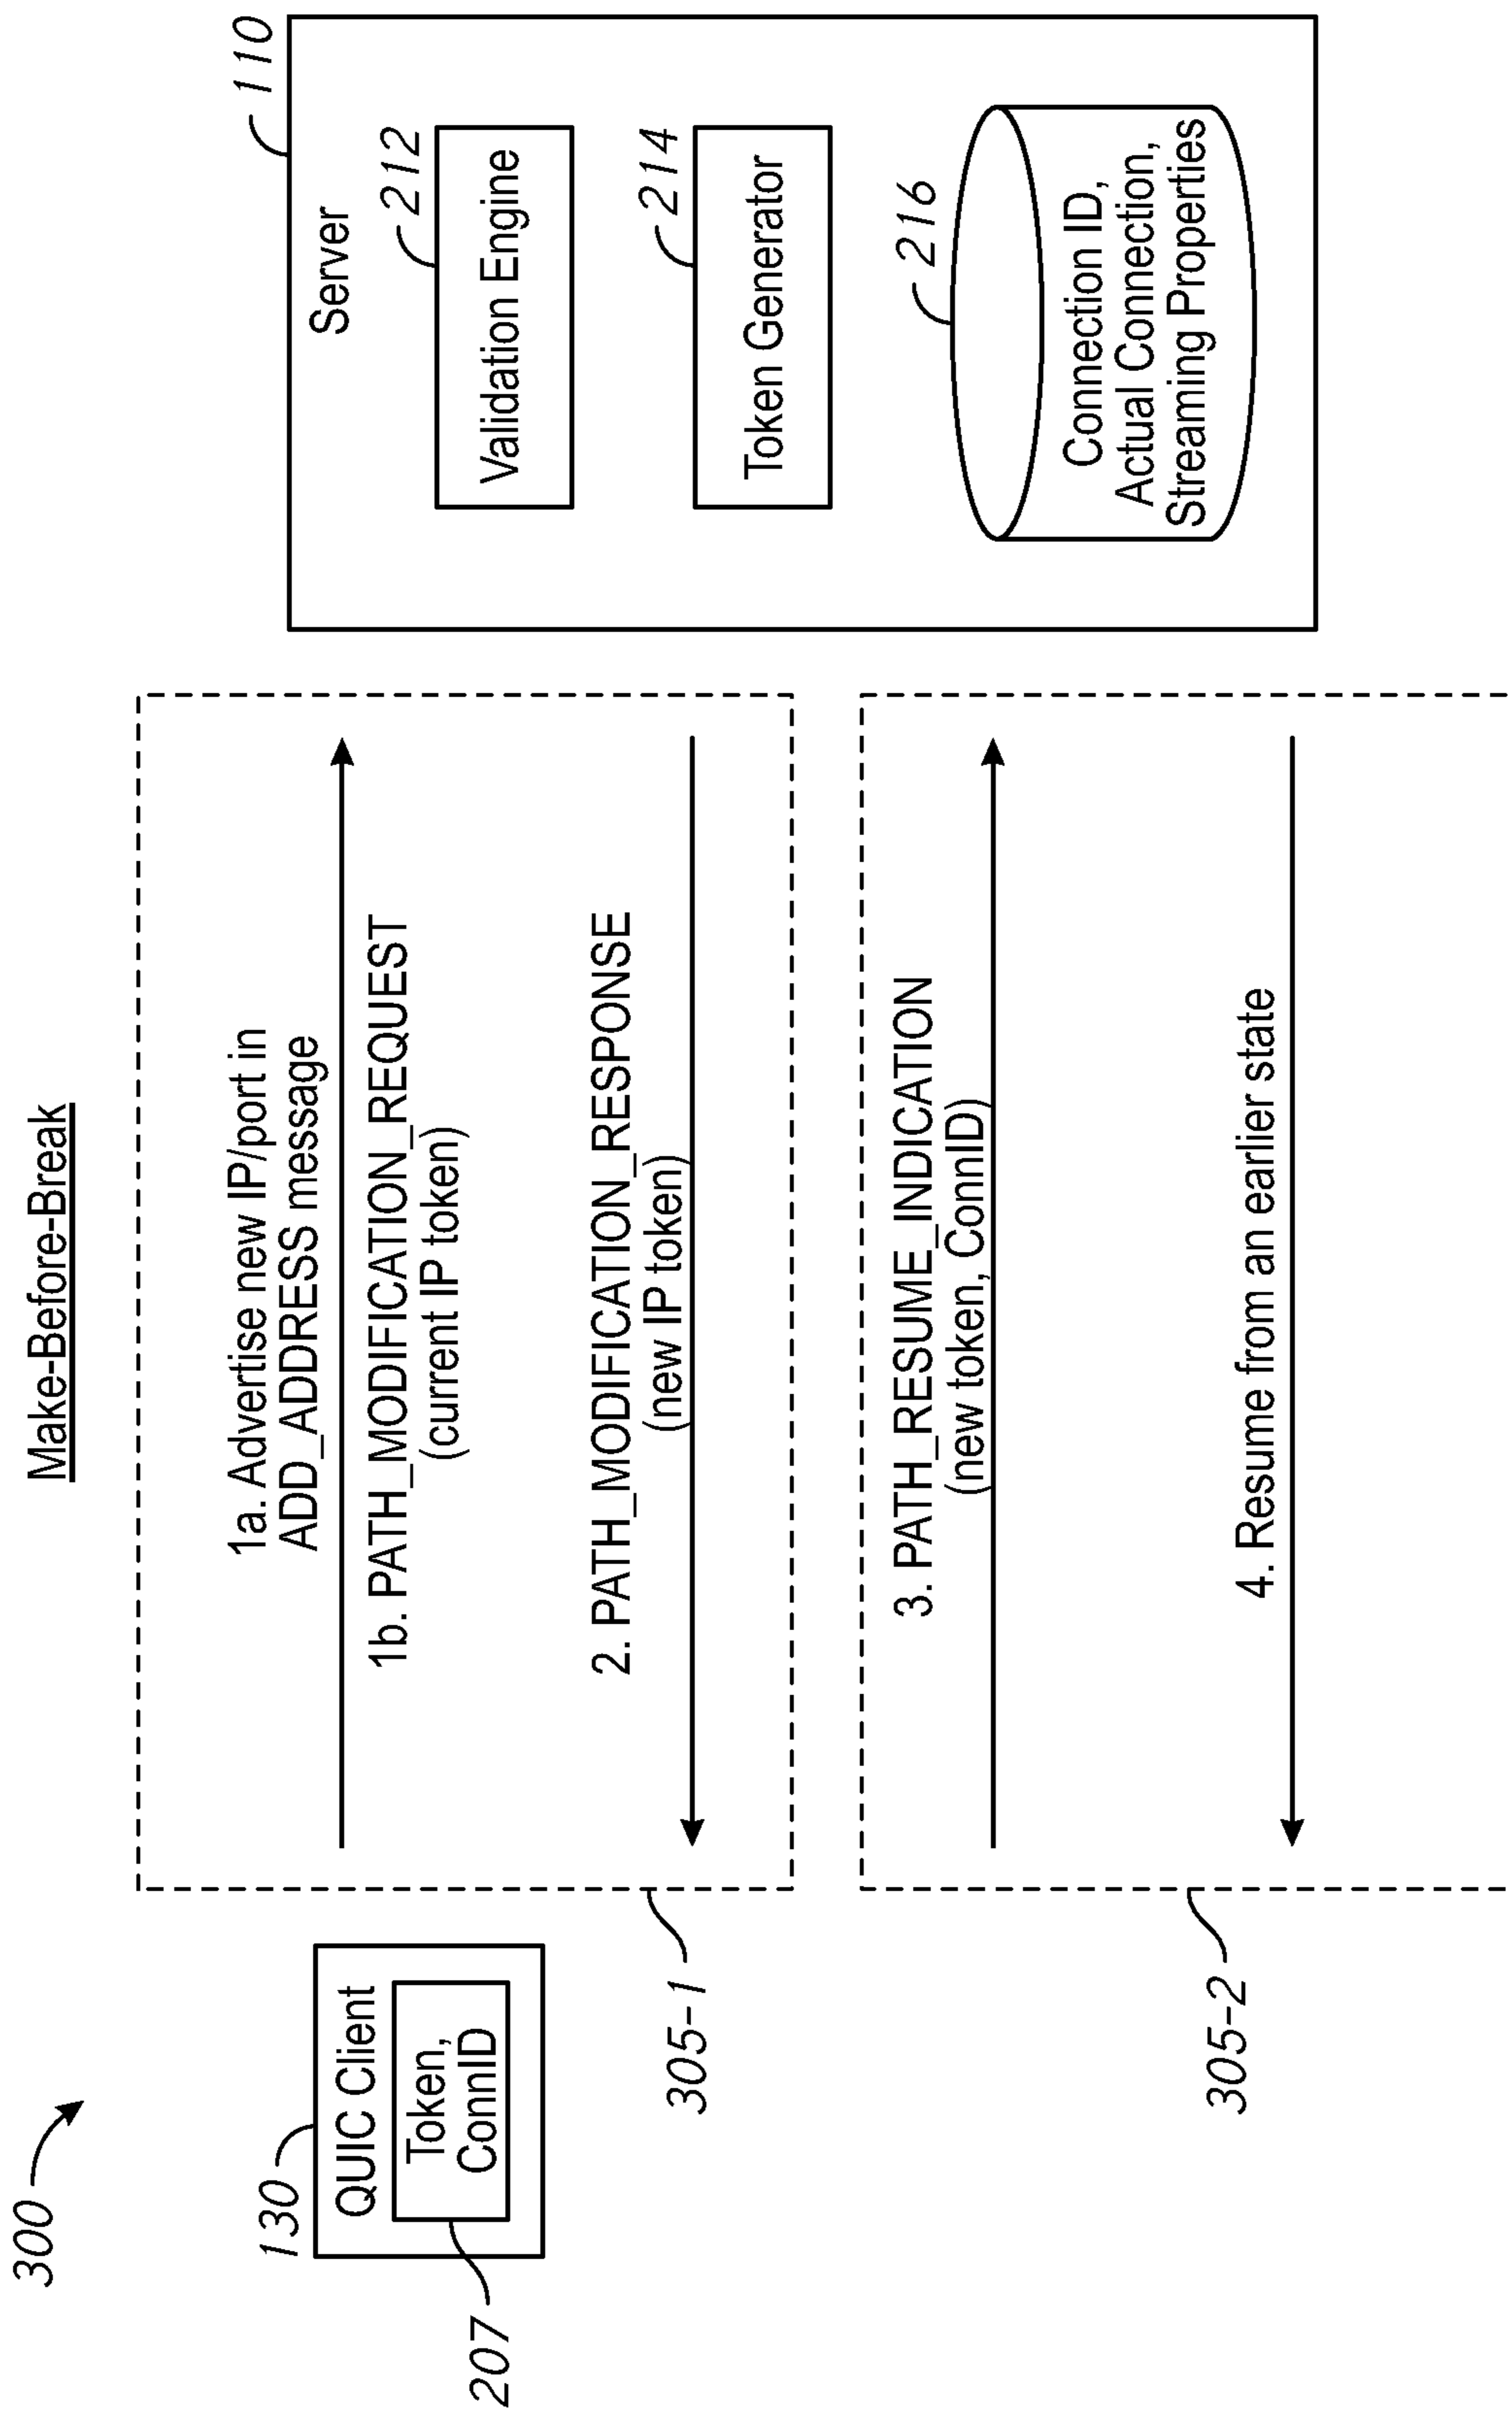 300
Make-Before-Break
130
QUIC Client
Token,
ConnID
207
1a. Advertise new IP/port in
ADD_ADDRESS message
1b. PATH_MODIFICATION_REQUEST
(current IP token)
2. PATH_MODIFICATION_RESPONSE
(new IP token)
305-1
3. PATH_RESUME_INDICATION
(new token, ConnID)
4. Resume from an earlier state
305-2
110
Server
212
Validation Engine
214
Token Generator
216
Connection ID,
Actual Connection,
Streaming Properties